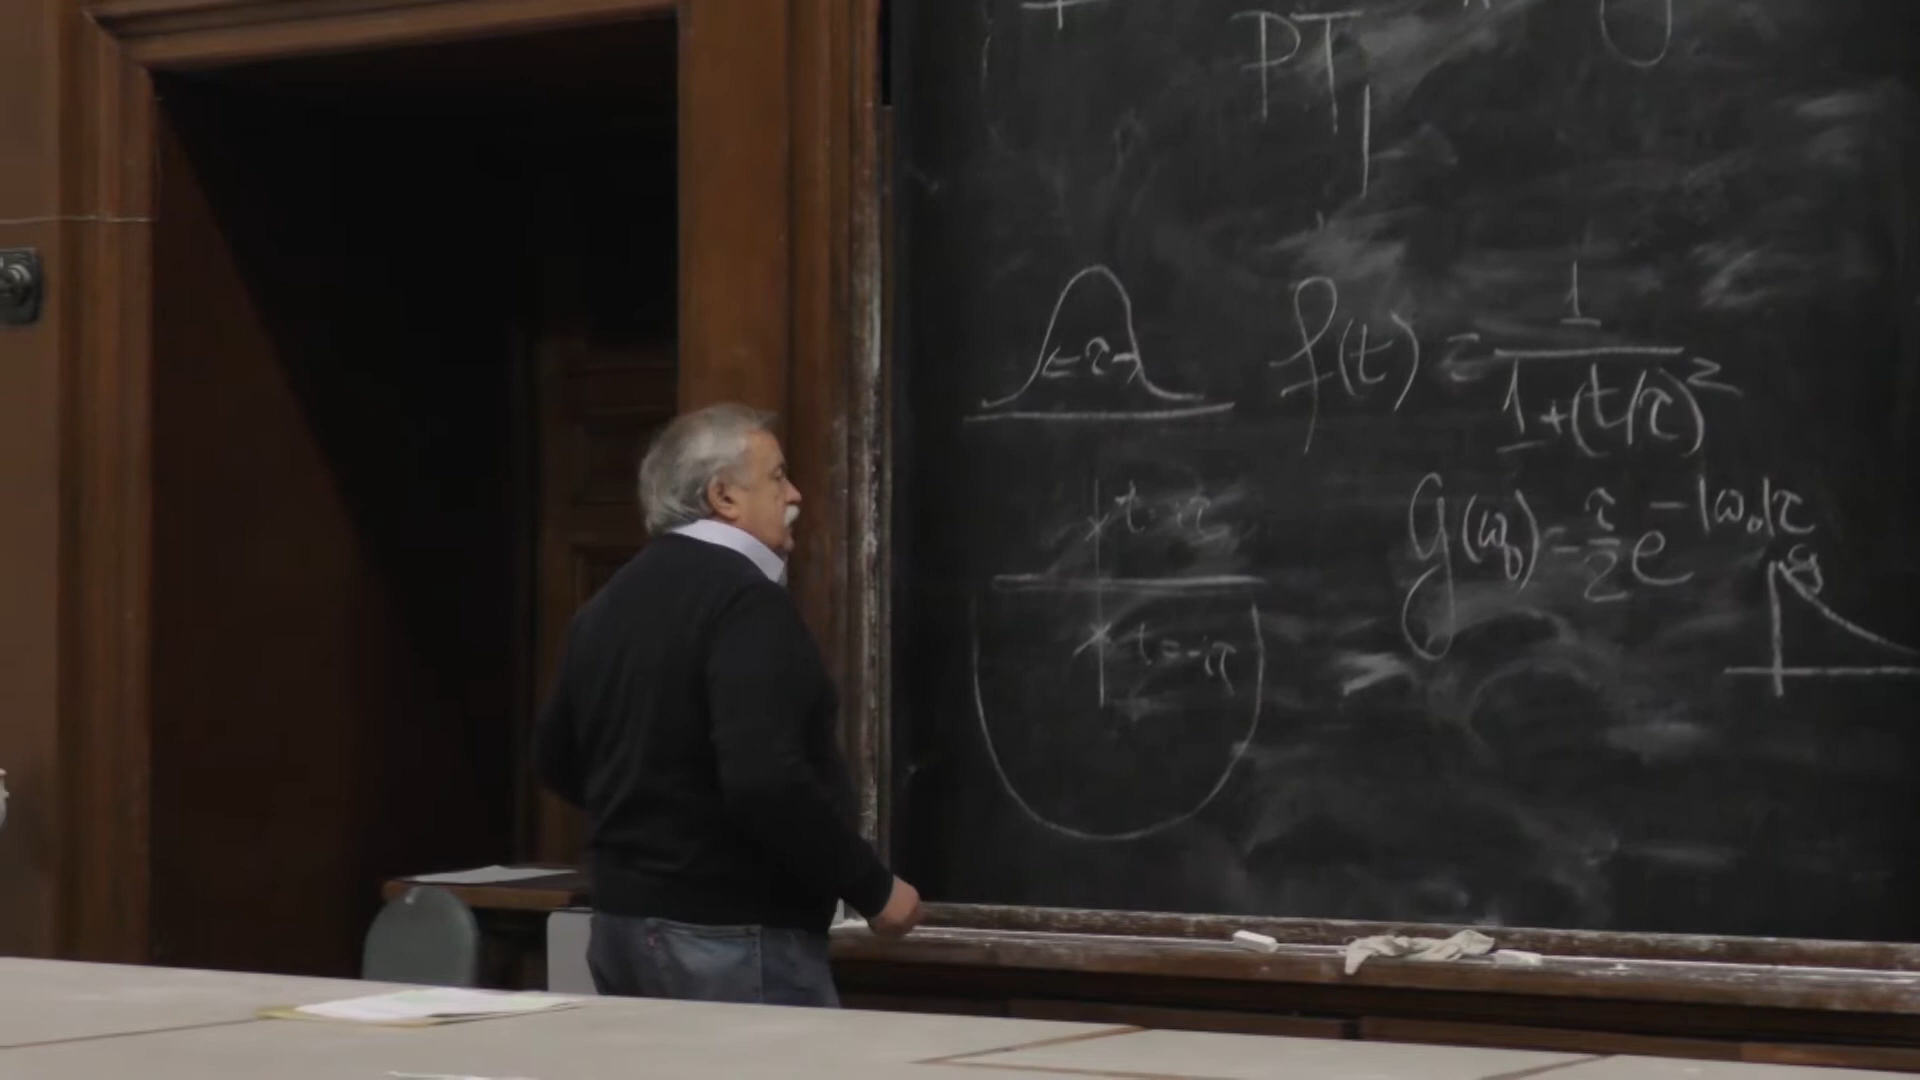 PT
←τ→
f(t) = 1/(1+(t/τ)²)
t=iτ
g(ω₀) = τ/2 e^(-|ω₀|τ)
g
t=-iτ